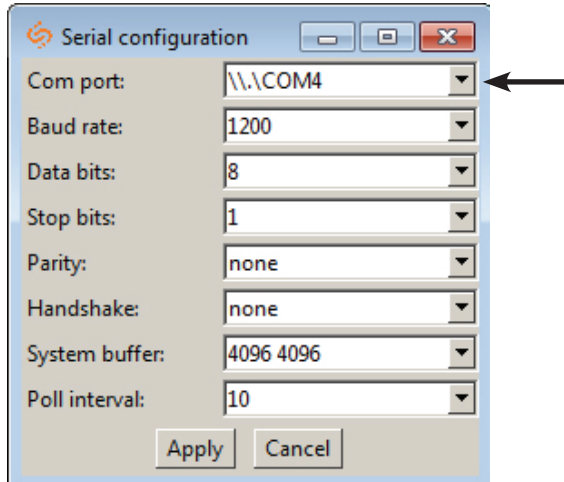 Serial configuration
Com port: \\.\COM4
Baud rate: 1200
Data bits: 8
Stop bits: 1
Parity: none
Handshake: none
System buffer: 4096 4096
Poll interval: 10
Apply Cancel